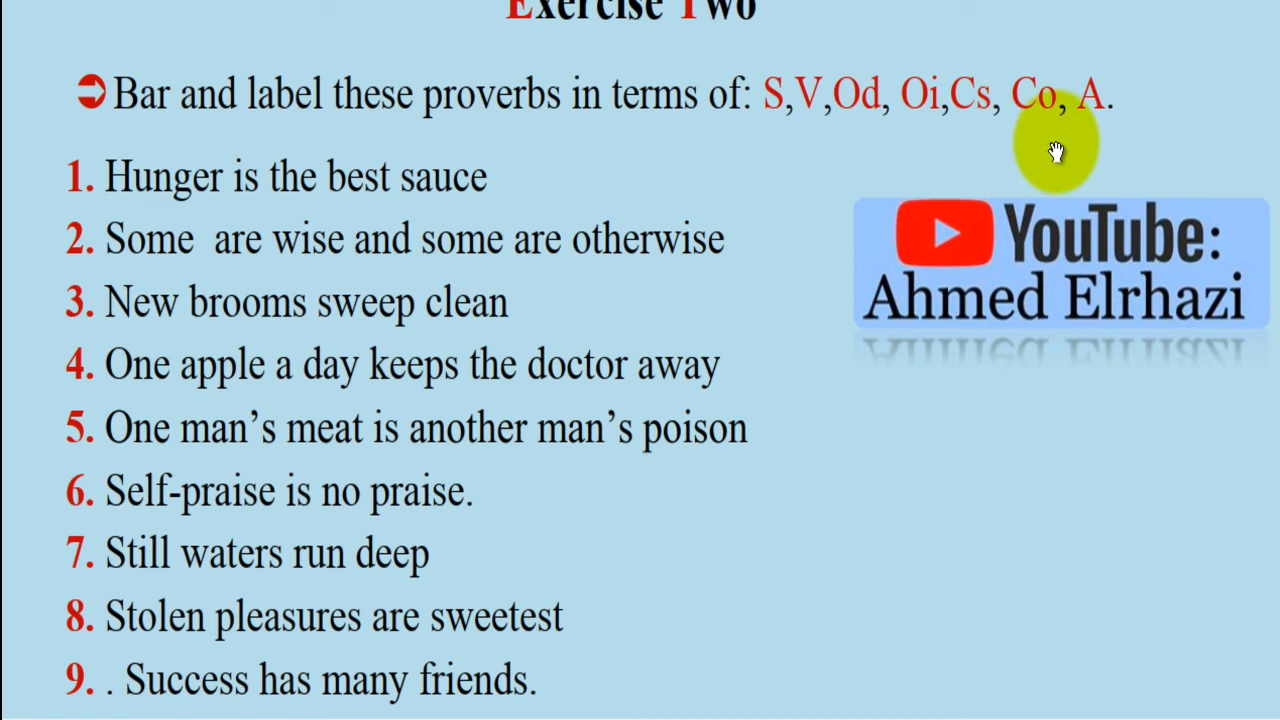 Exercise Two
Bar and label these proverbs in terms of: S,V,Od, Oi,Cs, Co, A.
1. Hunger is the best sauce
2. Some are wise and some are otherwise
3. New brooms sweep clean
4. One apple a day keeps the doctor away
5. One man’s meat is another man’s poison
6. Self-praise is no praise.
7. Still waters run deep
8. Stolen pleasures are sweetest
9. . Success has many friends.
YouTube:
Ahmed Elrhazi